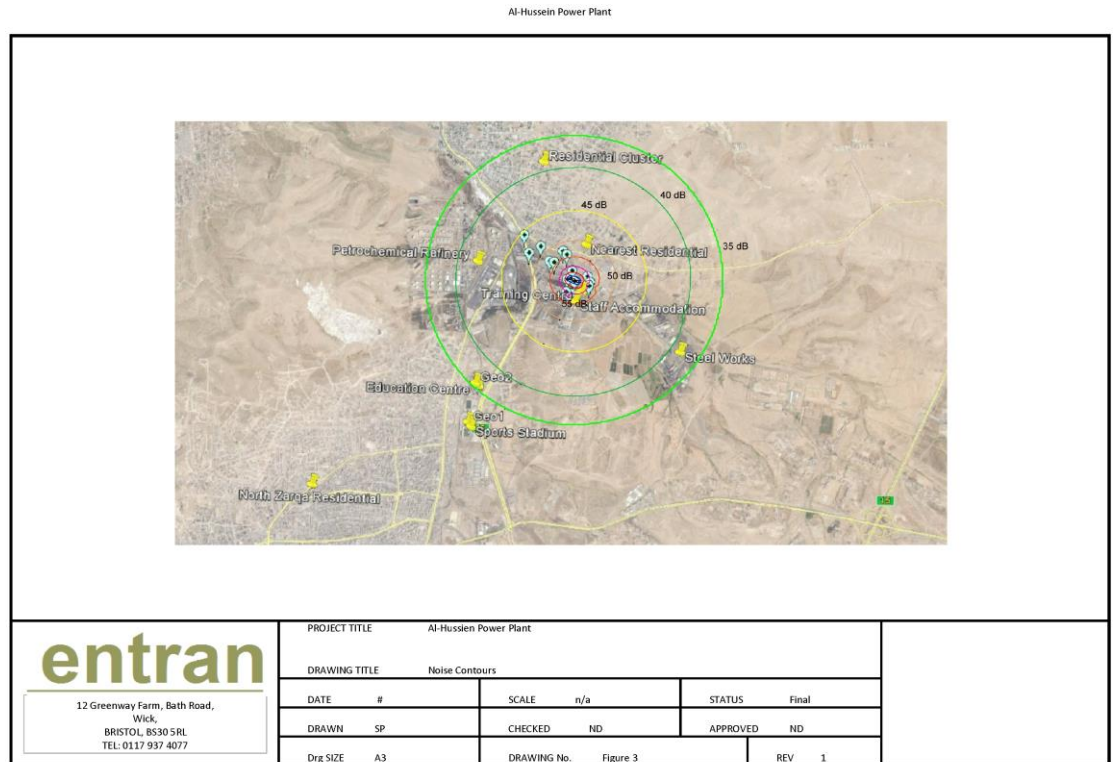 Al-Hussein Power Plant
Residential Cluster
40 dB
45 dB
35 dB
Nearest Residential
Petrochemical Refinery
50 dB
Training Centre
55 dB
Staff Accommodation
Steel Works
Geo2
Education Centre
Geo1
Sports Stadium
North Zarqa Residential
entran
12 Greenway Farm, Bath Road,
Wick,
BRISTOL, BS30 5RL
TEL: 0117 937 4077
PROJECT TITLE Al-Hussien Power Plant
DRAWING TITLE Noise Contours
DATE # SCALE n/a STATUS Final
DRAWN SP CHECKED ND APPROVED ND
Drg SIZE A3 DRAWING No. Figure 3 REV 1